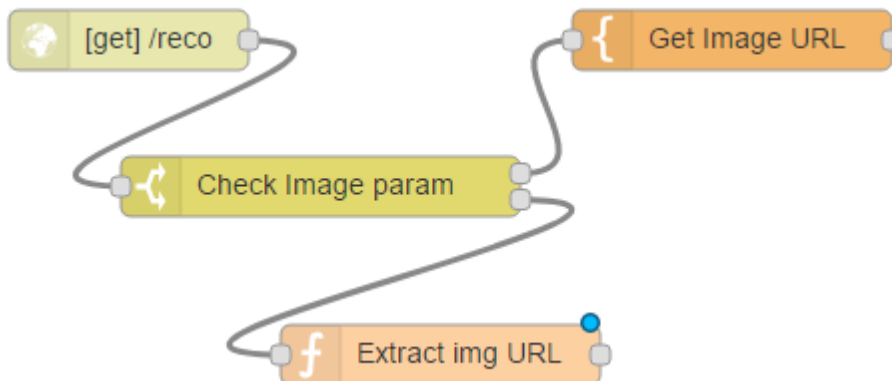 [get] /reco
Get Image URL
Check Image param
Extract img URL